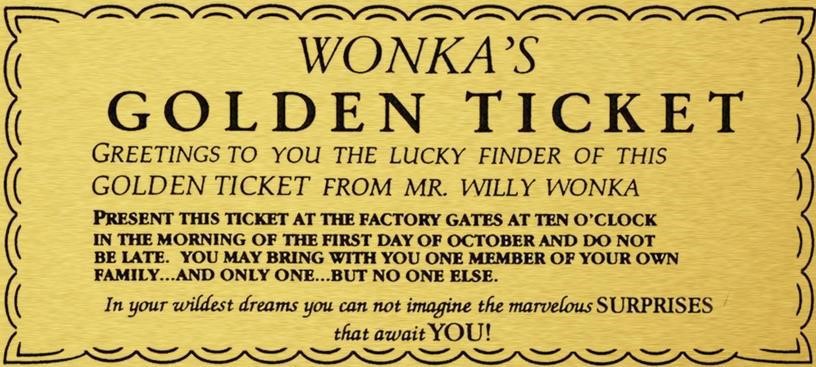 WONKA'S
GOLDEN TICKET
GREETINGS TO YOU THE LUCKY FINDER OF THIS
GOLDEN TICKET FROM MR. WILLY WONKA
PRESENT THIS TICKET AT THE FACTORY GATES AT TEN O'CLOCK
IN THE MORNING OF THE FIRST DAY OF OCTOBER AND DO NOT
BE LATE. YOU MAY BRING WITH YOU ONE MEMBER OF YOUR OWN
FAMILY...AND ONLY ONE...BUT NO ONE ELSE.
In your wildest dreams you can not imagine the marvelous SURPRISES
that await YOU!